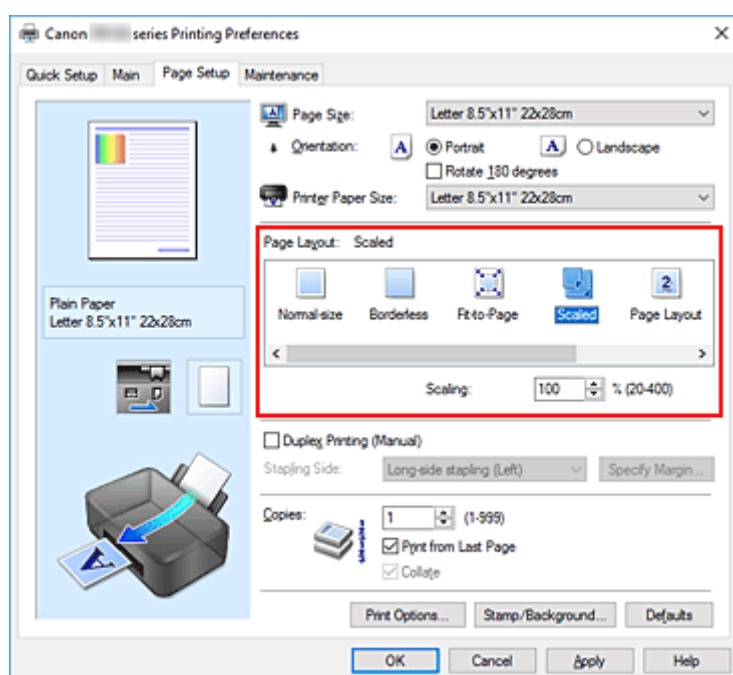 Canon series Printing Preferences
Quick Setup Main Page Setup Maintenance
Page Size: Letter 8.5"x11" 22x28cm
Orientation: A Portrait A Landscape
Rotate 180 degrees
Printer Paper Size: Letter 8.5"x11" 22x28cm
Page Layout: Scaled
2
Normal-size Borderless Fit-to-Page Scaled Page Layout
Scaling: 100 % (20-400)
Plain Paper
Letter 8.5"x11" 22x28cm
Duplex Printing (Manual)
Stapling Side: Long-side stapling (Left) Specify Margin...
Copies: 1 (1-999)
Print from Last Page
Collate
A
Print Options... Stamp/Background... Defaults
OK Cancel Apply Help